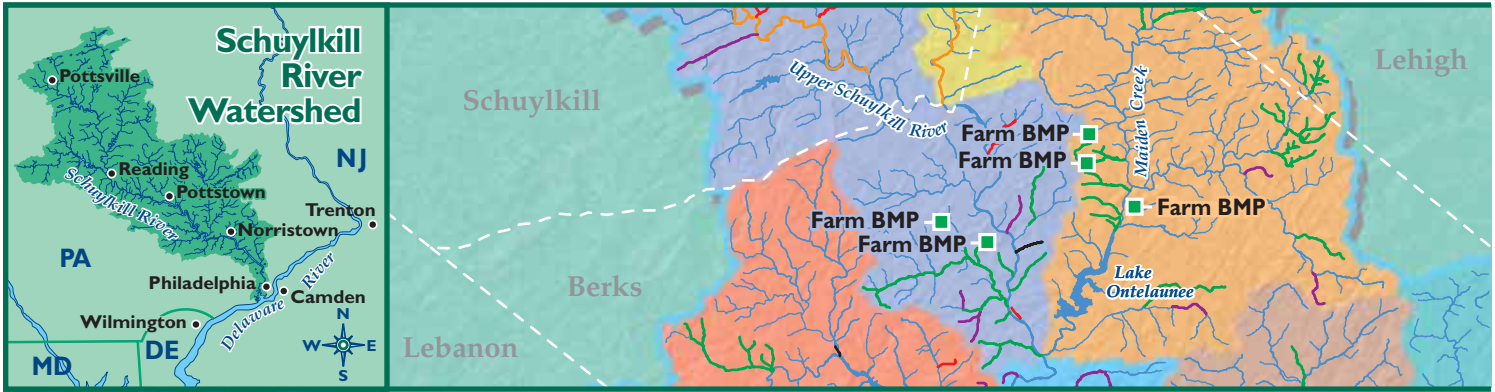 Schuylkill
River
Watershed
Pottsville
NJ
Reading
Pottstown
Schuylkill River
Trenton
Norristown
PA
Philadelphia
Camden
Delaware River
Wilmington
N
W E
S
MD
DE
Schuylkill
Upper Schuylkill River
Maiden Creek
Lehigh
Farm BMP
Farm BMP
Farm BMP
Farm BMP
Farm BMP
Lake
Ontelaunee
Berks
Lebanon